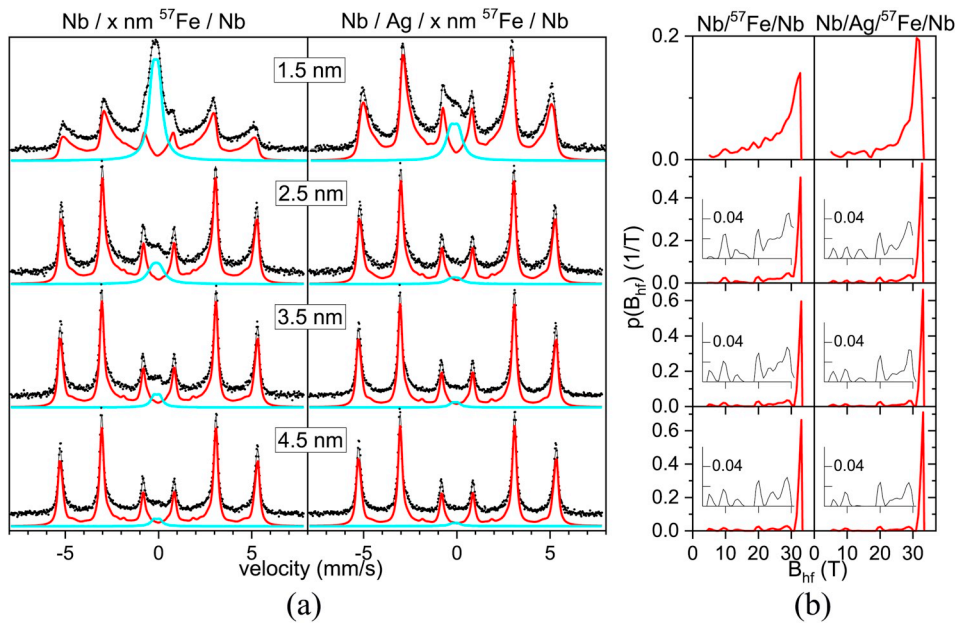 Nb / x nm ⁵⁷Fe / Nb
Nb / Ag / x nm ⁵⁷Fe / Nb
1.5 nm
2.5 nm
3.5 nm
4.5 nm
-5 0 5
-5 0 5
velocity (mm/s)
(a)
Nb/⁵⁷Fe/Nb
Nb/Ag/⁵⁷Fe/Nb
0.2
0.0
0.4
0.2
0.0
0.04
0.04
0.6
0.4
0.2
0.0
0.04
0.04
0.6
0.4
0.2
0.0
0.04
0.04
p(B_hf) (1/T)
0 10 20 30
0 10 20 30
B_hf (T)
(b)